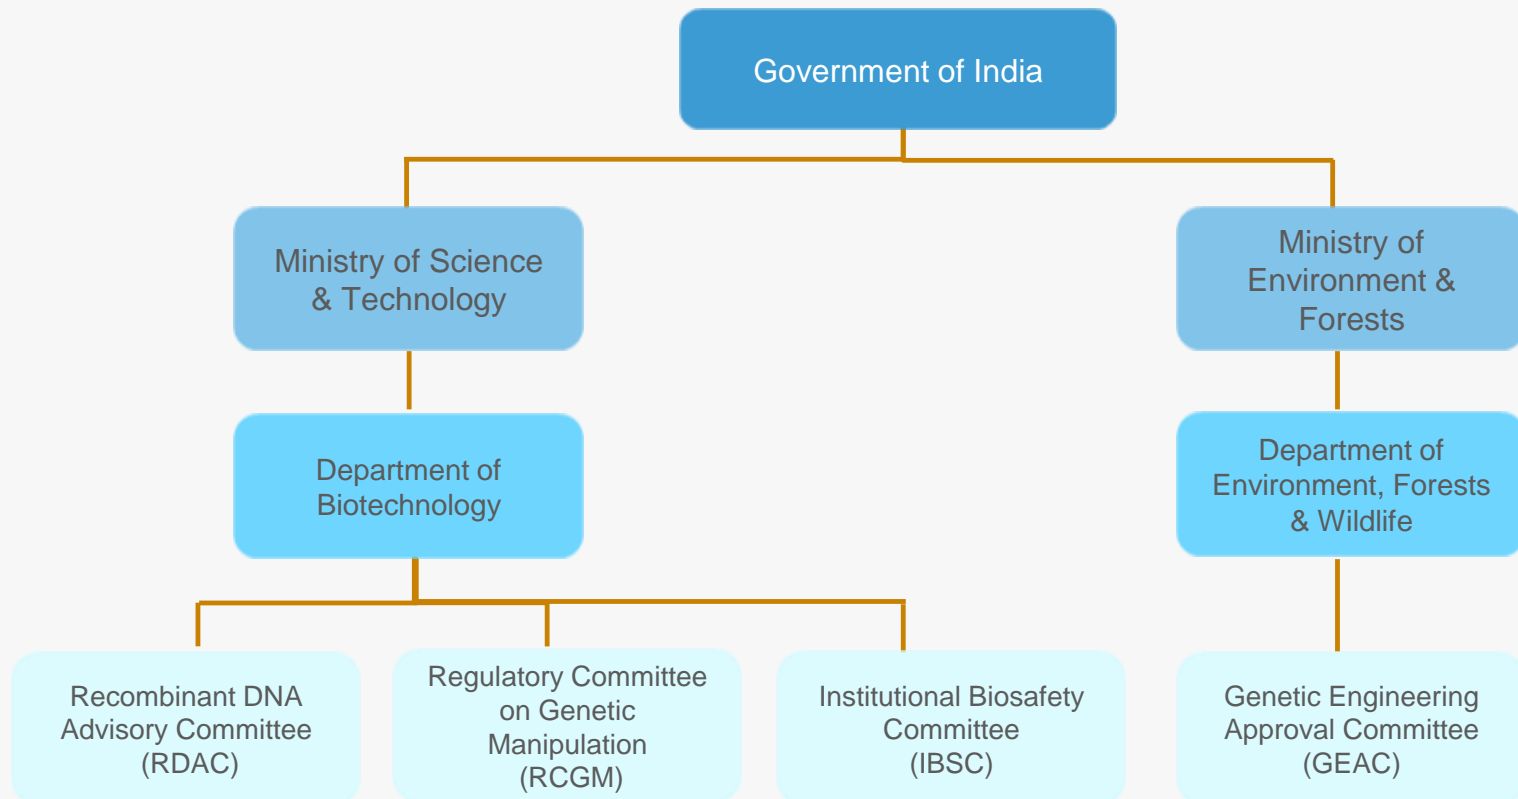 Government of India
Ministry of Science
& Technology
Ministry of
Environment &
Forests
Department of
Biotechnology
Department of
Environment, Forests
& Wildlife
Recombinant DNA
Advisory Committee
(RDAC)
Regulatory Committee
on Genetic
Manipulation
(RCGM)
Institutional Biosafety
Committee
(IBSC)
Genetic Engineering
Approval Committee
(GEAC)